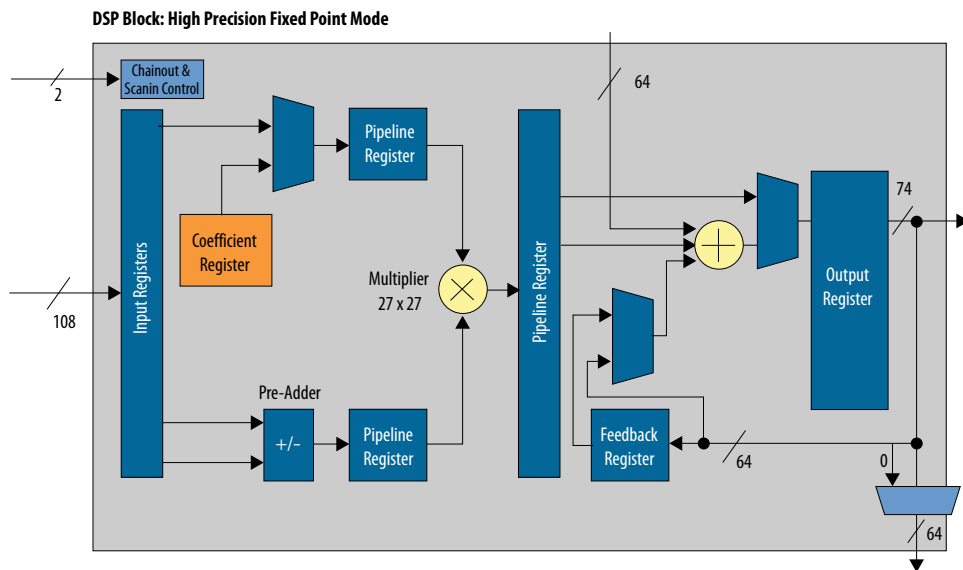 DSP Block: High Precision Fixed Point Mode
Chainout &
Scanin Control
2
64
Pipeline
Register
74
Coefficient
Register
Input Registers
Multiplier
27 x 27
Pipeline Register
Output
Register
108
Pre-Adder
+/-
Pipeline
Register
Feedback
Register
64
0
64